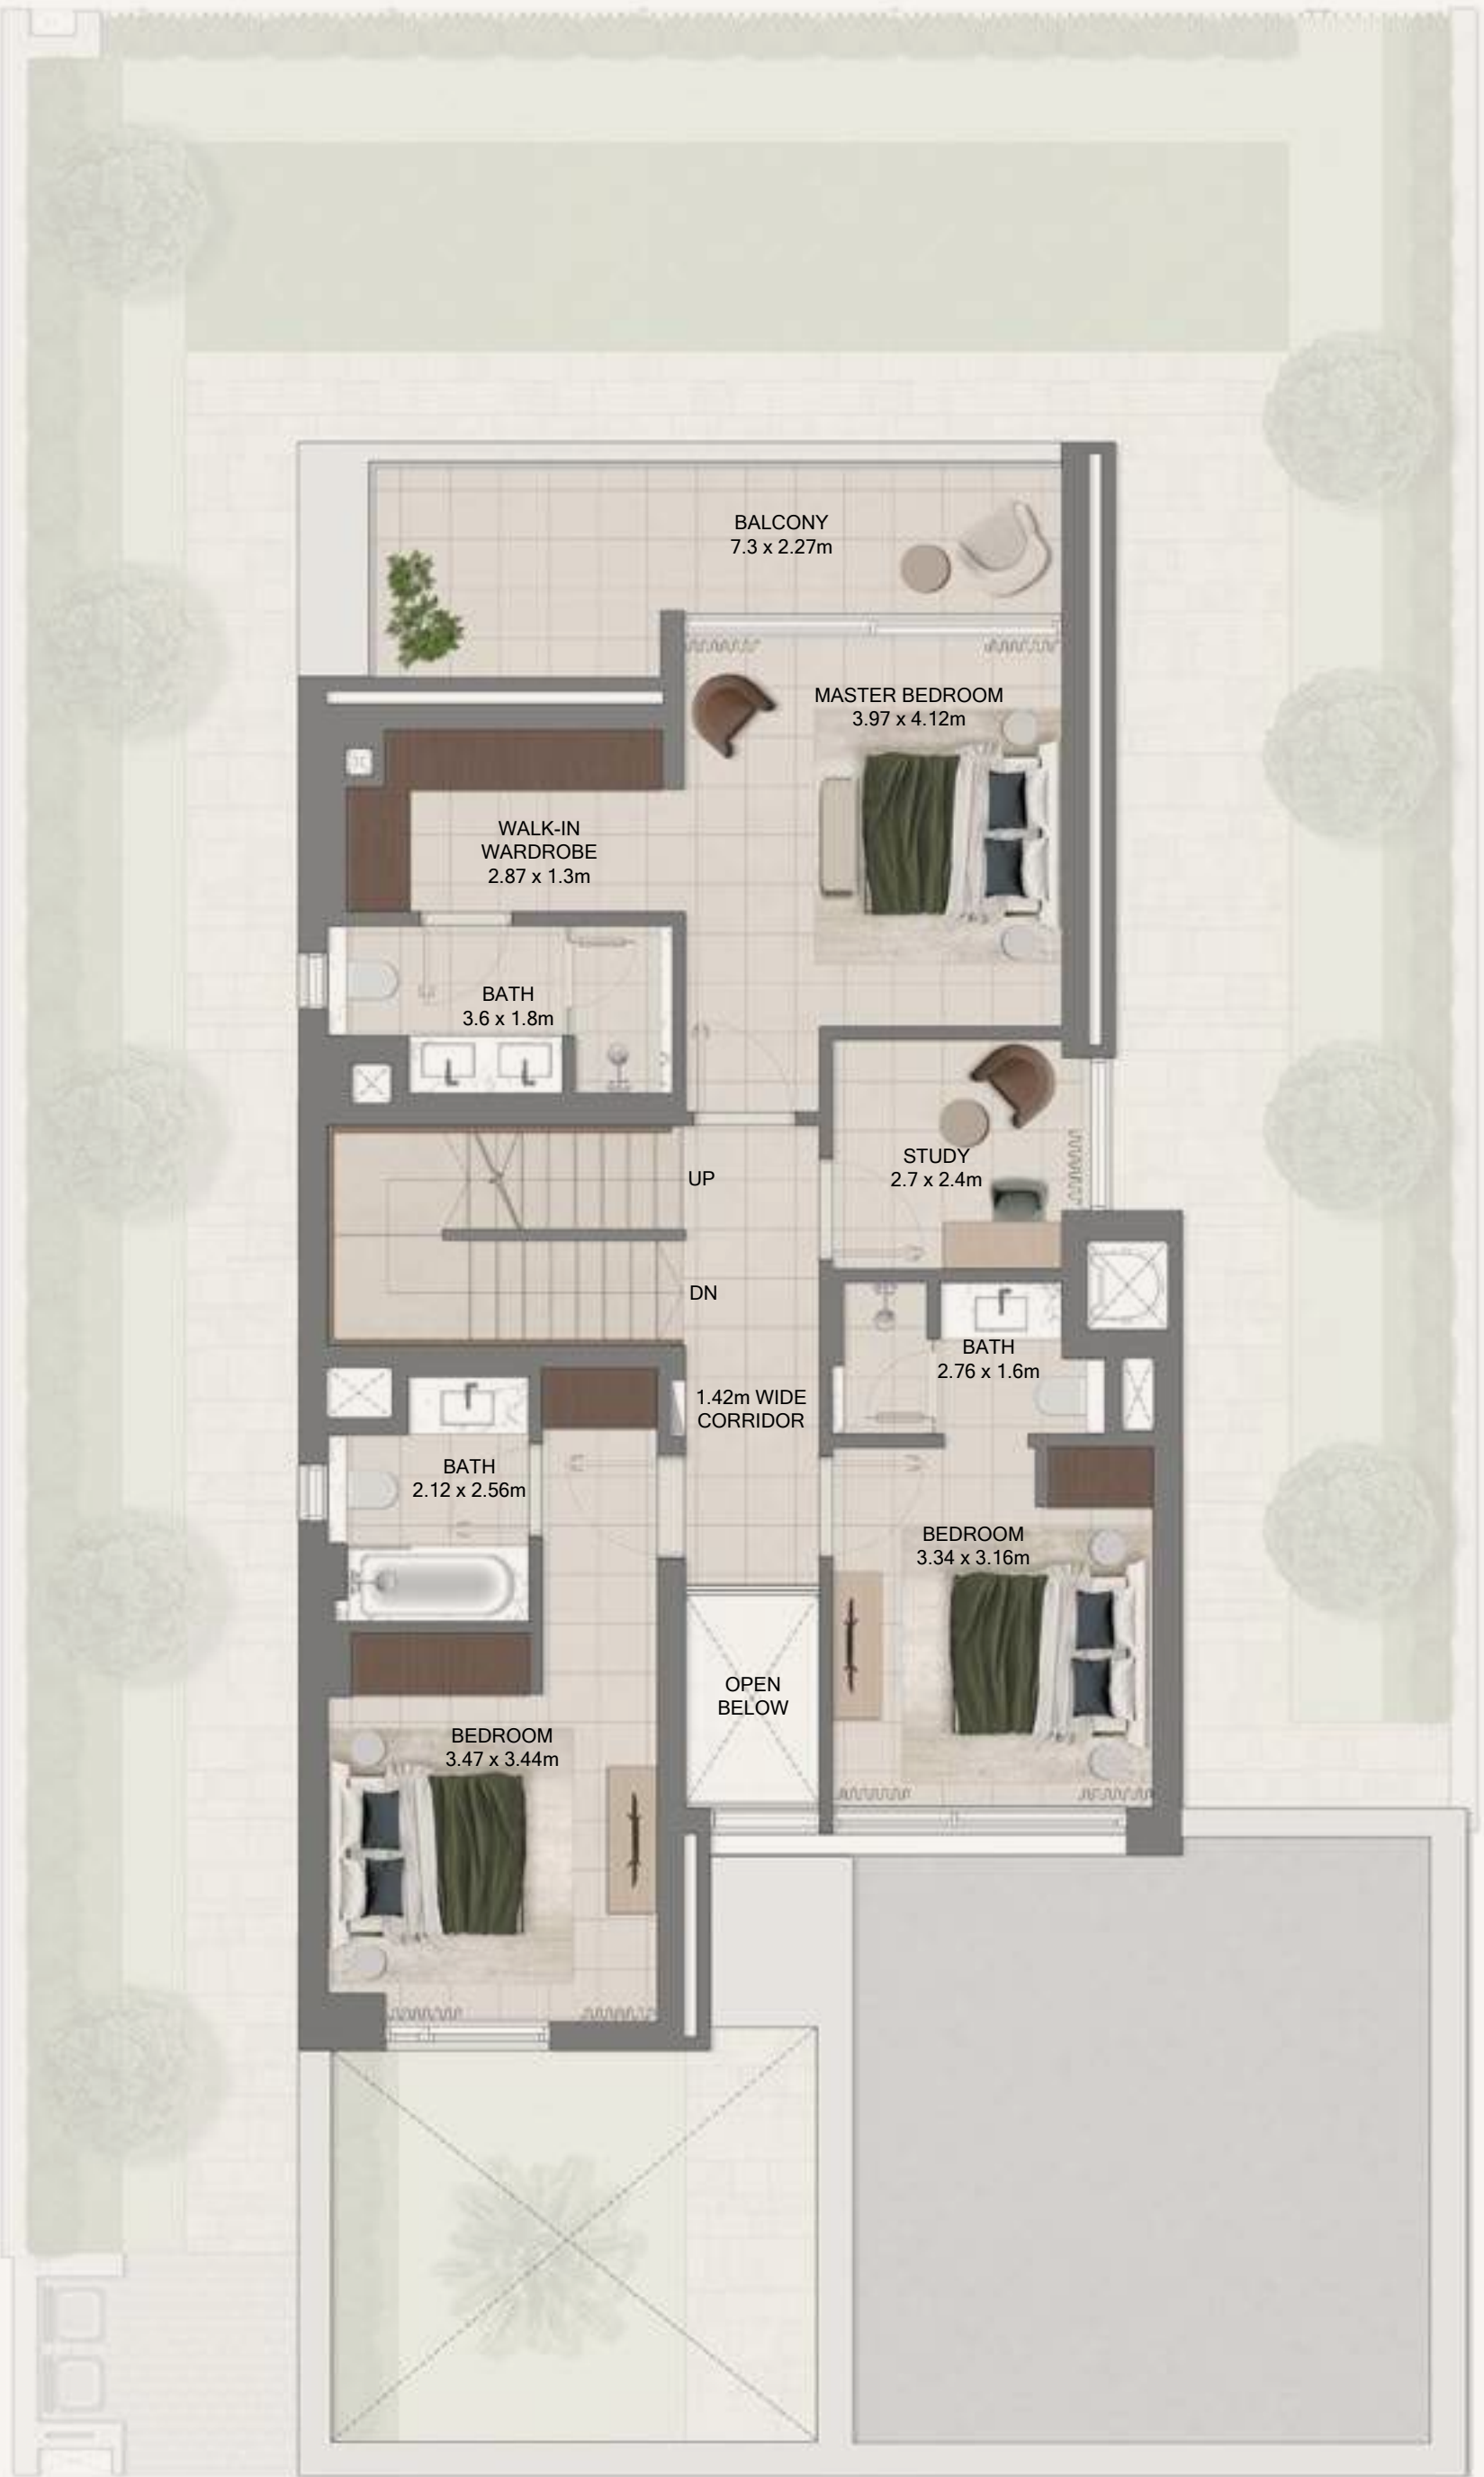 BALCONY
7.3 x 2.27m
MASTER BEDROOM
3.97 x 4.12m
WALK-IN
WARDROBE
2.87 x 1.3m
BATH
3.6 x 1.8m
STUDY
2.7 x 2.4m
UP
DN
BATH
2.76 x 1.6m
1.42m WIDE
CORRIDOR
BATH
2.12 x 2.56m
BEDROOM
3.34 x 3.16m
OPEN
BELOW
BEDROOM
3.47 x 3.44m